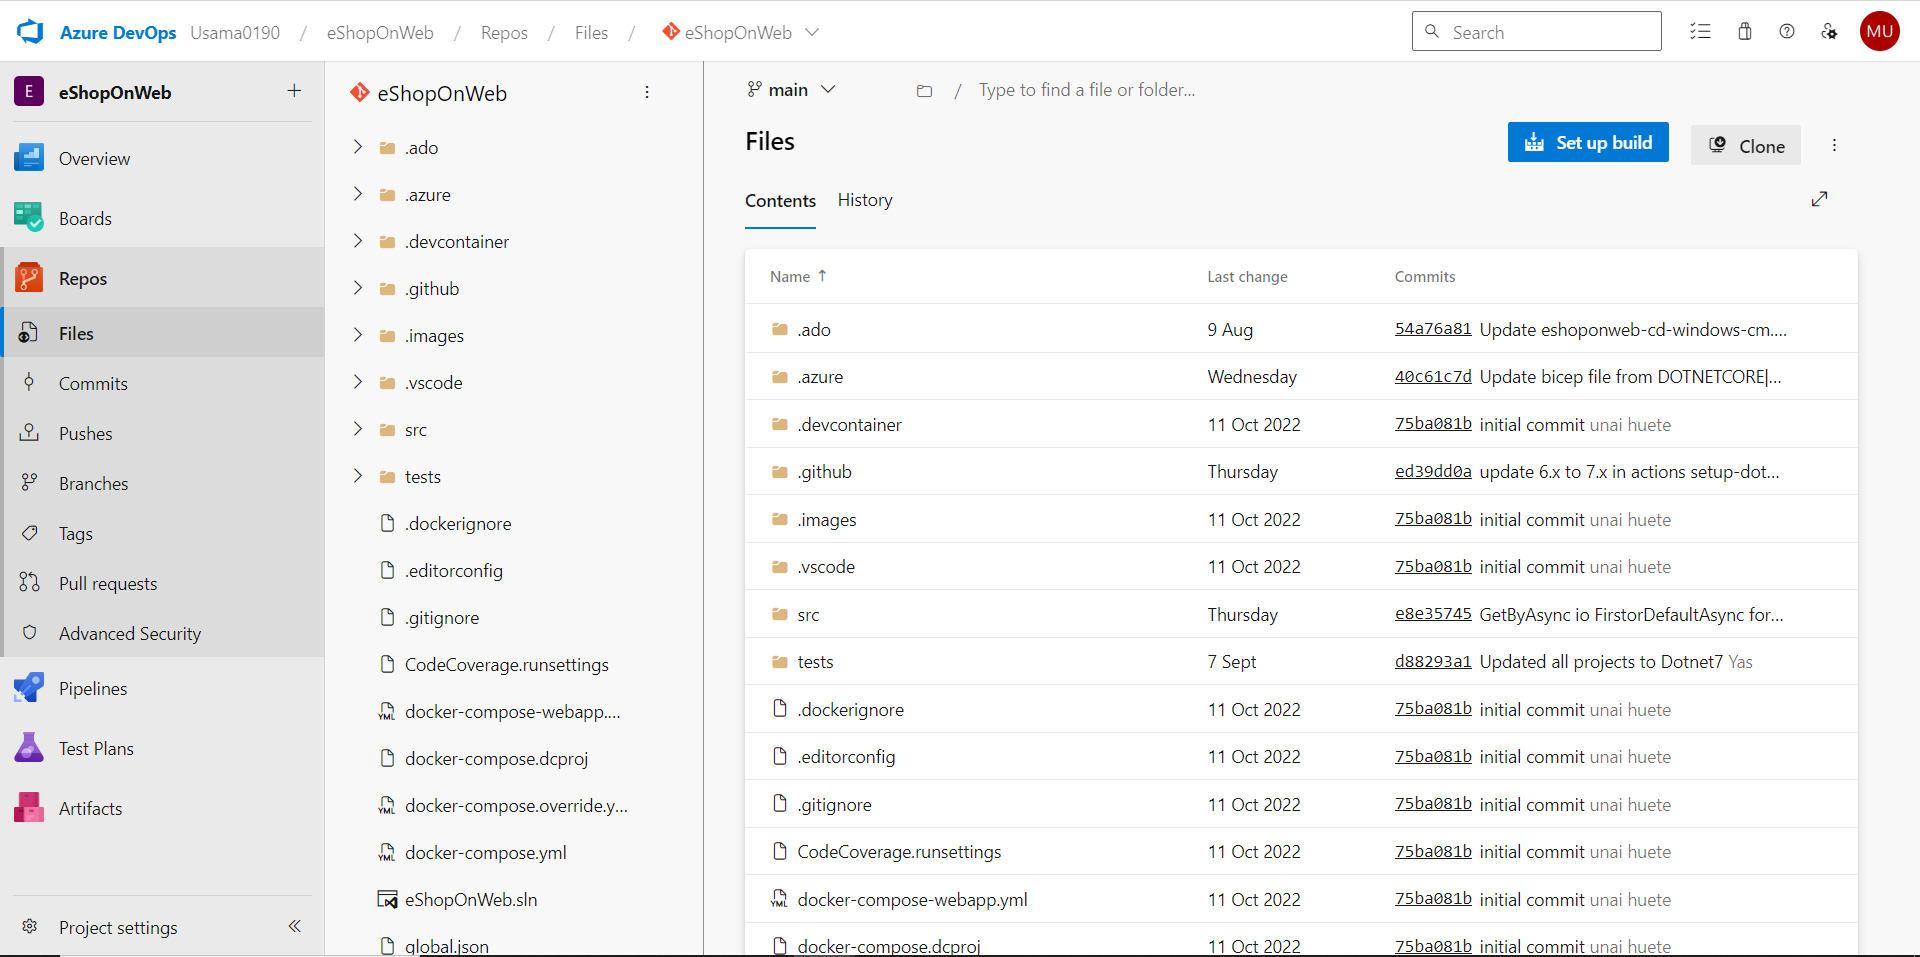 Azure DevOps Usama0190 / eShopOnWeb / Repos / Files / eShopOnWeb Search MU
E eShopOnWeb +
Overview
Boards
Repos
Files
Commits
Pushes
Branches
Tags
Pull requests
Advanced Security
Pipelines
Test Plans
Artifacts
Project settings
eShopOnWeb
.ado
.azure
.devcontainer
.github
.images
.vscode
src
tests
.dockerignore
.editorconfig
.gitignore
CodeCoverage.runsettings
YML docker-compose-webapp....
docker-compose.dcproj
YML docker-compose.override.y...
YML docker-compose.yml
eShopOnWeb.sln
global.json
main / Type to find a file or folder...
Files Set up build Clone
Contents History
Name ↑ Last change Commits
.ado 9 Aug 54a76a81 Update eshoponweb-cd-windows-cm....
.azure Wednesday 40c61c7d Update bicep file from DOTNETCORE|...
.devcontainer 11 Oct 2022 75ba081b initial commit unai huete
.github Thursday ed39dd0a update 6.x to 7.x in actions setup-dot...
.images 11 Oct 2022 75ba081b initial commit unai huete
.vscode 11 Oct 2022 75ba081b initial commit unai huete
src Thursday e8e35745 GetByAsync io FirstorDefaultAsync for...
tests 7 Sept d88293a1 Updated all projects to Dotnet7 Yas
.dockerignore 11 Oct 2022 75ba081b initial commit unai huete
.editorconfig 11 Oct 2022 75ba081b initial commit unai huete
.gitignore 11 Oct 2022 75ba081b initial commit unai huete
CodeCoverage.runsettings 11 Oct 2022 75ba081b initial commit unai huete
YML docker-compose-webapp.yml 11 Oct 2022 75ba081b initial commit unai huete
docker-compose.dcproj 11 Oct 2022 75ba081b initial commit unai huete